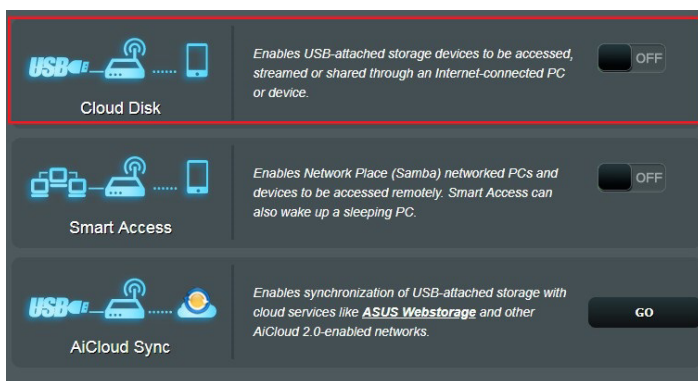 USB
Cloud Disk
Enables USB-attached storage devices to be accessed,
streamed or shared through an Internet-connected PC
or device.
OFF
Smart Access
Enables Network Place (Samba) networked PCs and
devices to be accessed remotely. Smart Access can
also wake up a sleeping PC.
OFF
USB
AiCloud Sync
Enables synchronization of USB-attached storage with
cloud services like ASUS Webstorage and other
AiCloud 2.0-enabled networks.
GO